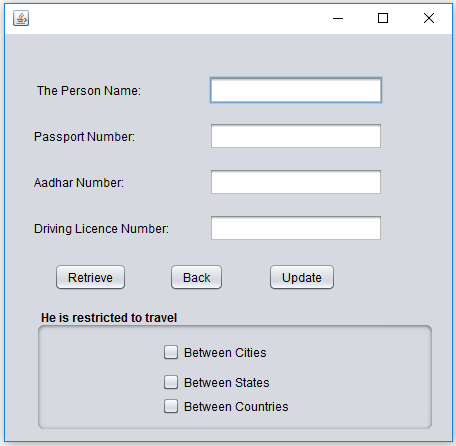 The Person Name:
Passport Number:
Aadhar Number:
Driving Licence Number:
Retrieve Back Update
He is restricted to travel
Between Cities
Between States
Between Countries